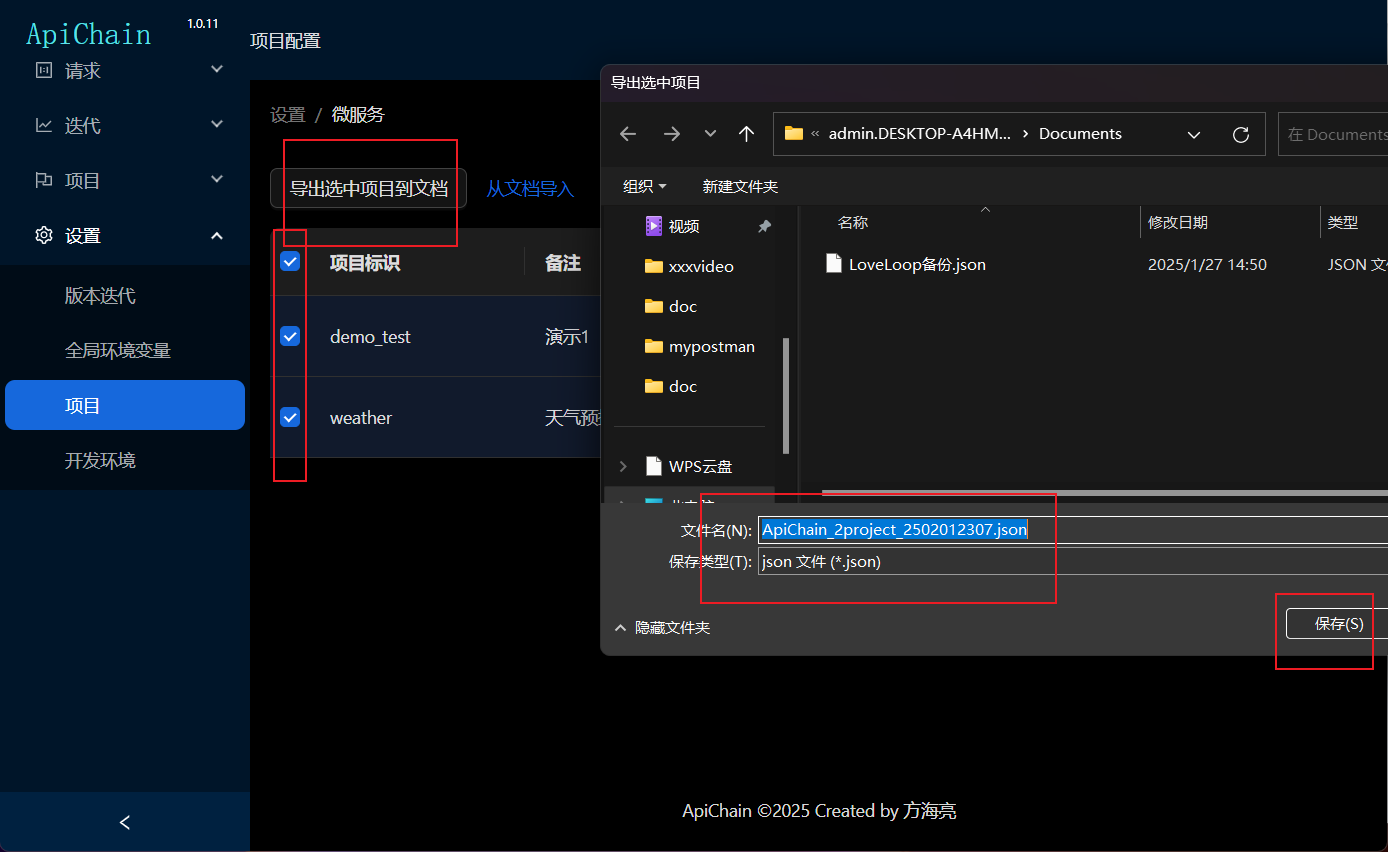 ApiChain
1.0.11
请求
迭代
项目
设置
版本迭代
全局环境变量
项目
开发环境
项目配置
设置 / 微服务
导出选中项目到文档
从文档导入
项目标识
备注
demo_test
演示1
weather
天气预
导出选中项目
« admin.DESKTOP-A4HM... › Documents
在 Documents
组织
新建文件夹
视频
xxxvideo
doc
mypostman
doc
WPS云盘
名称
修改日期
类型
LoveLoop备份.json
2025/1/27 14:50
JSON 文
文件名(N):
ApiChain_2project_2502012307.json
保存类型(T):
json 文件 (*.json)
隐藏文件夹
保存(S)
ApiChain ©2025 Created by 方海亮